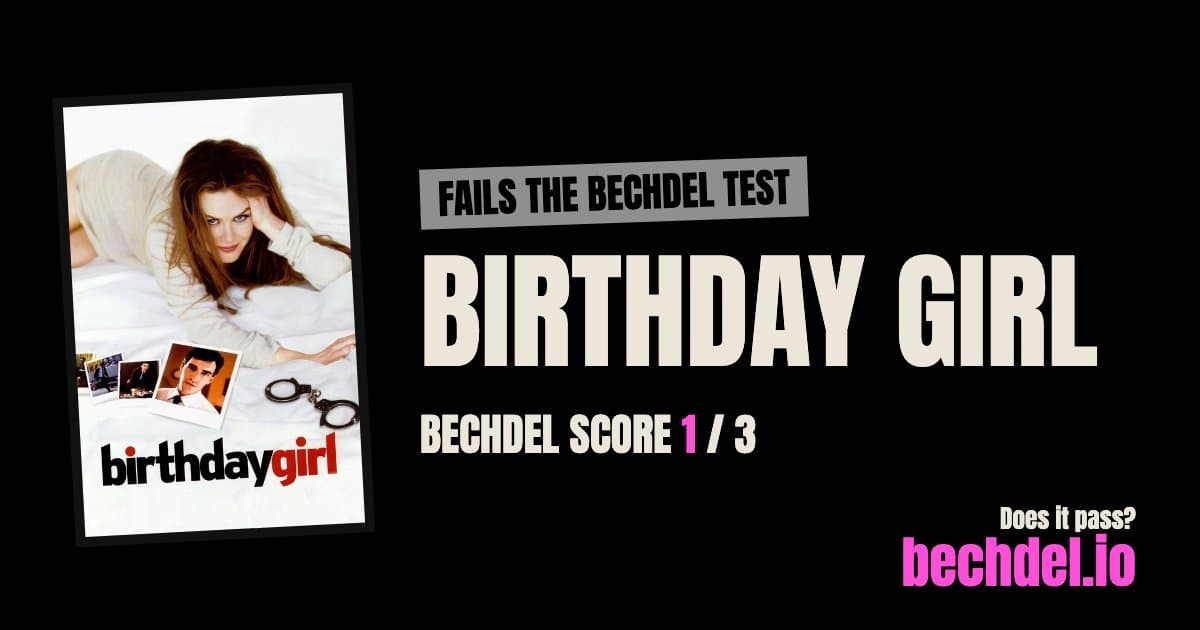 FAILS THE BECHDEL TEST
BIRTHDAY GIRL
BECHDEL SCORE 1 / 3
birthdaygirl
Does it pass?
bechdel.io